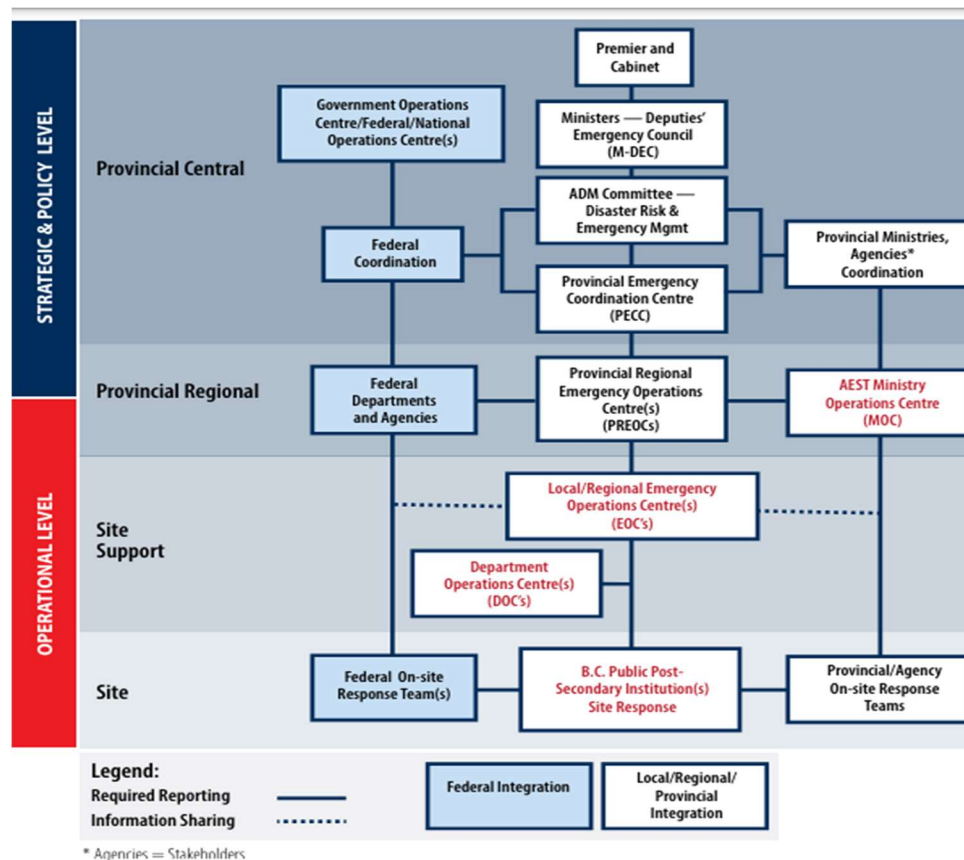 STRATEGIC & POLICY LEVEL
OPERATIONAL LEVEL
Provincial Central
Premier and
Cabinet
Government Operations
Centre/Federal/National
Operations Centre(s)
Ministers — Deputies'
Emergency Council
(M-DEC)
ADM Committee —
Disaster Risk &
Emergency Mgmt
Federal
Coordination
Provincial Ministries,
Agencies*
Coordination
Provincial Emergency
Coordination Centre
(PECC)
Provincial Regional
Federal
Departments
and Agencies
Provincial Regional
Emergency Operations
Centre(s)
(PREOCs)
AEST Ministry
Operations Centre
(MOC)
Site
Support
Local/Regional Emergency
Operations Centre(s)
(EOC's)
Department
Operations Centre(s)
(DOC's)
Site
Federal On-site
Response Team(s)
B.C. Public Post-
Secondary Institution(s)
Site Response
Provincial/Agency
On-site Response
Teams
Legend:
Required Reporting
Information Sharing
Federal Integration
Local/Regional/
Provincial
Integration
* Agencies = Stakeholders